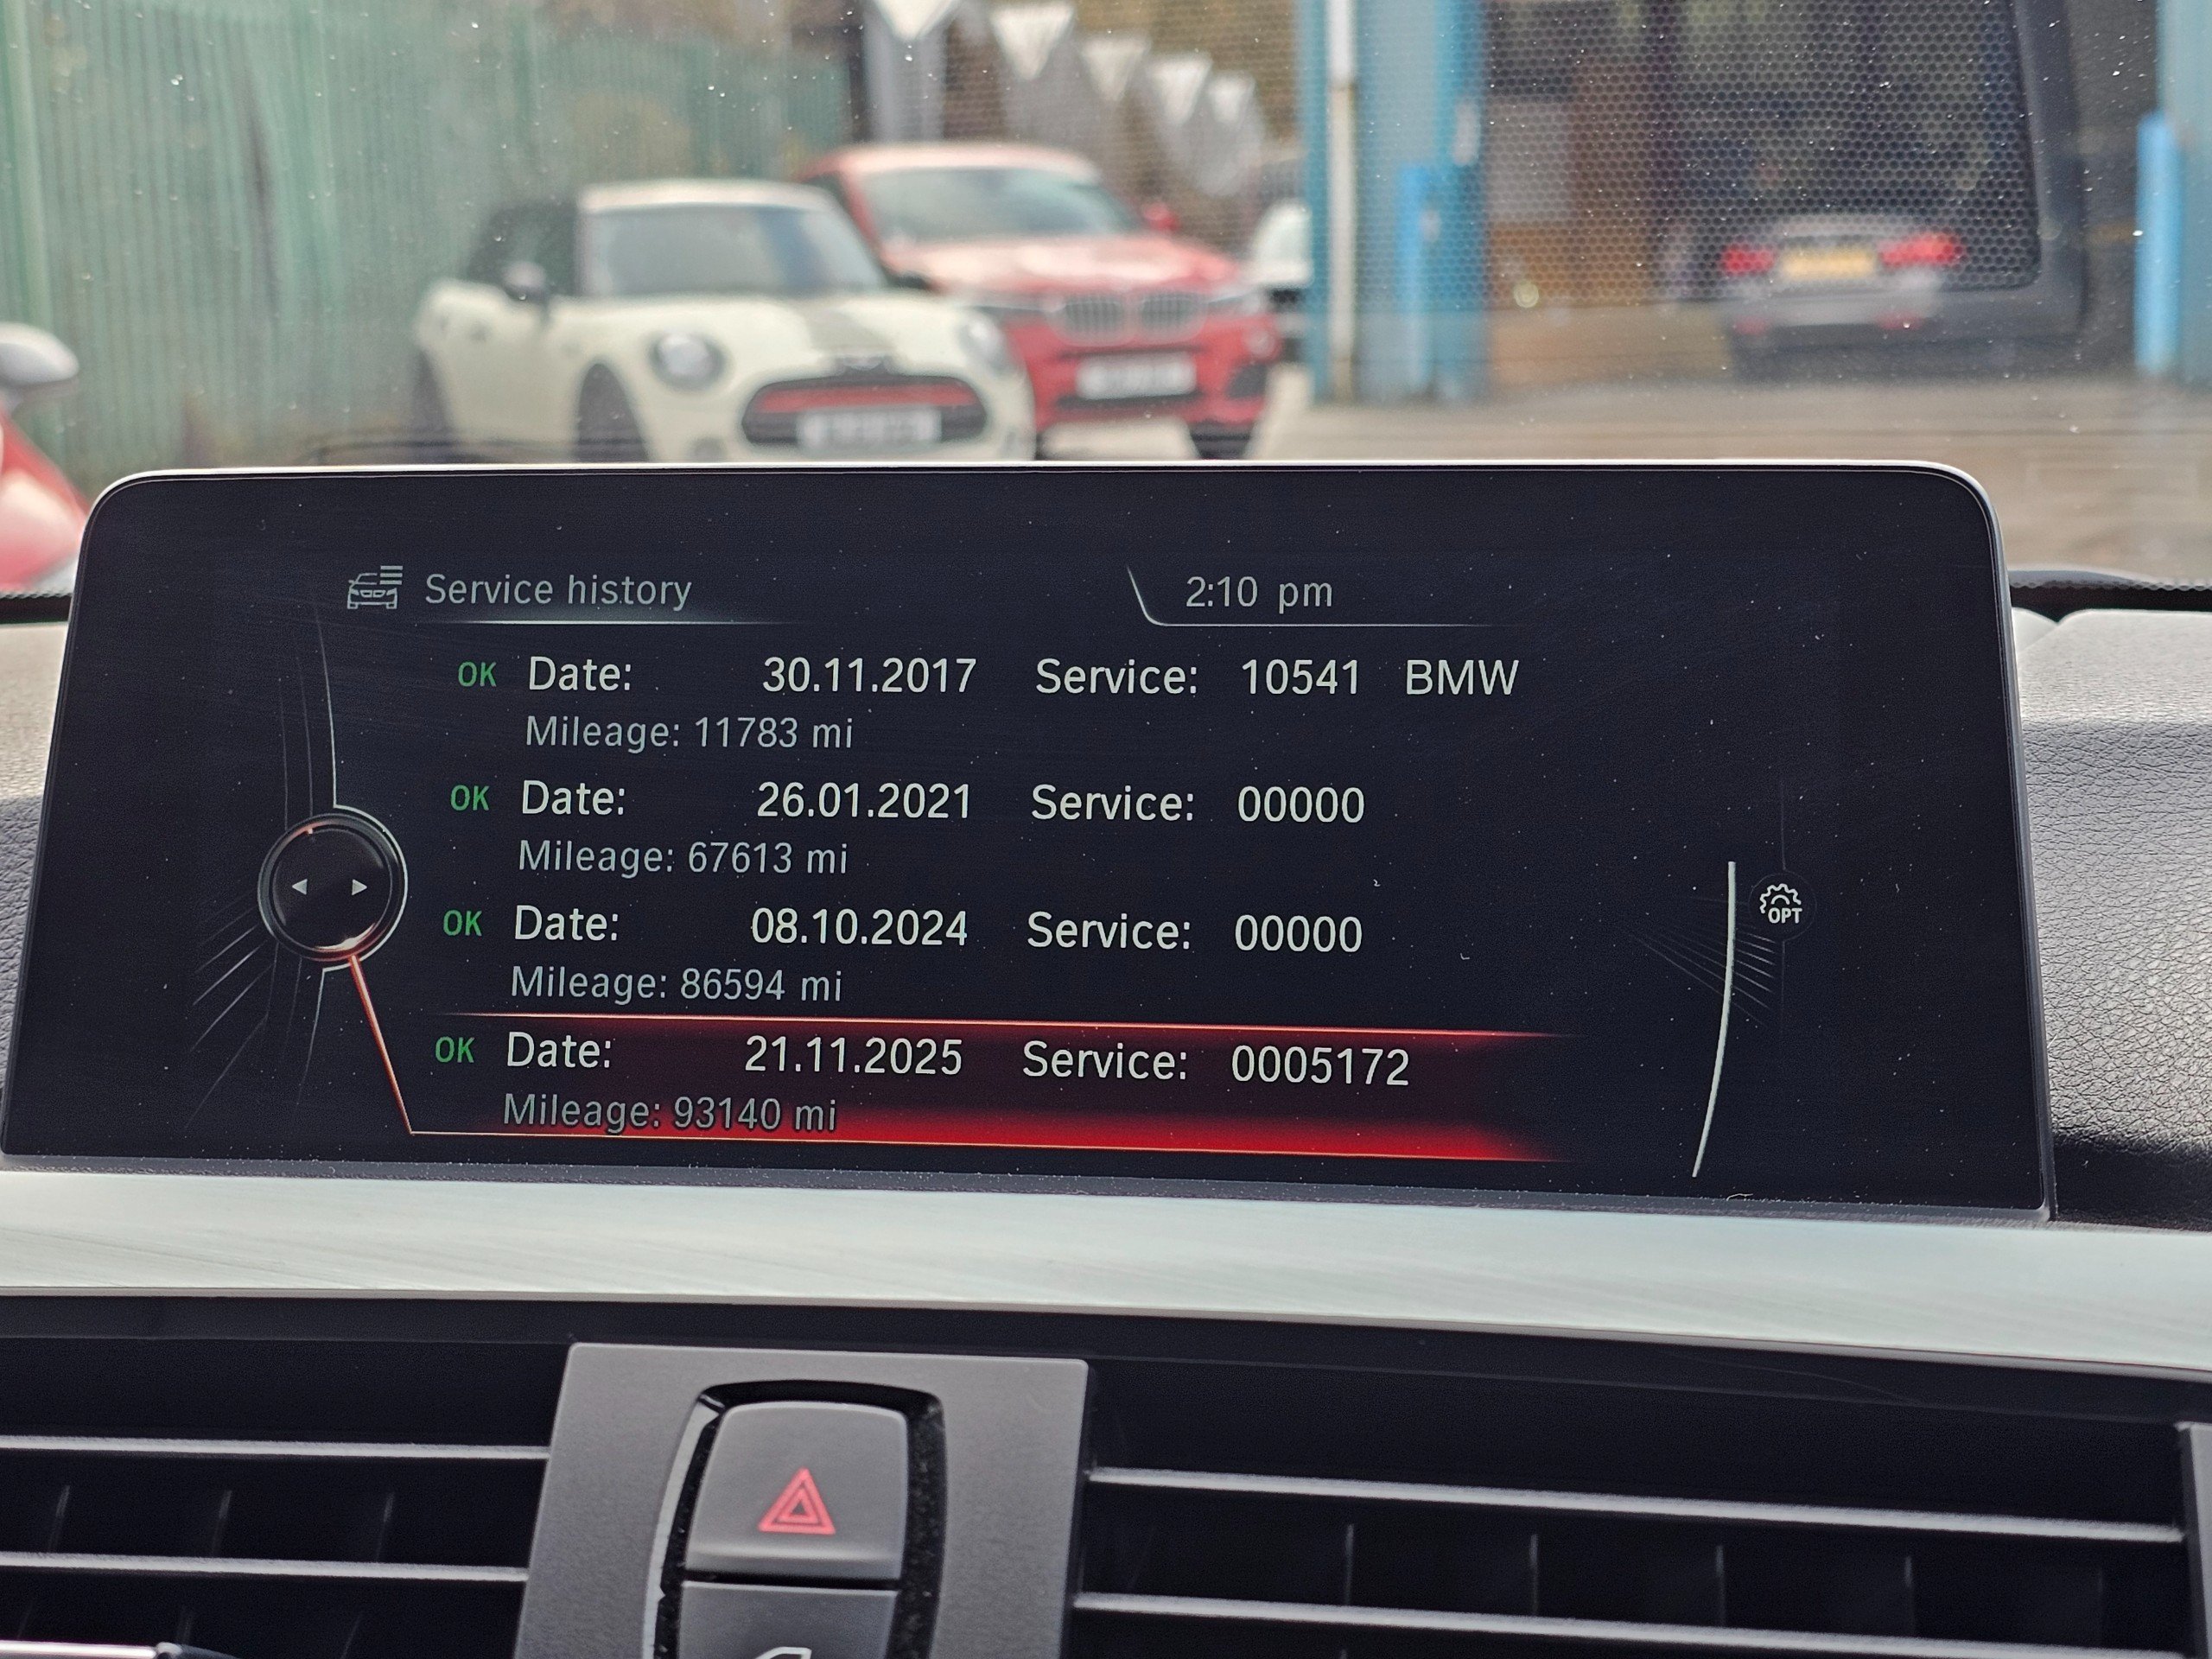 Service history 2:10 pm
OK Date: 30.11.2017 Service: 10541 BMW
Mileage: 11783 mi
OK Date: 26.01.2021 Service: 00000
Mileage: 67613 mi
OK Date: 08.10.2024 Service: 00000
Mileage: 86594 mi
OK Date: 21.11.2025 Service: 0005172
Mileage: 93140 mi
OPT